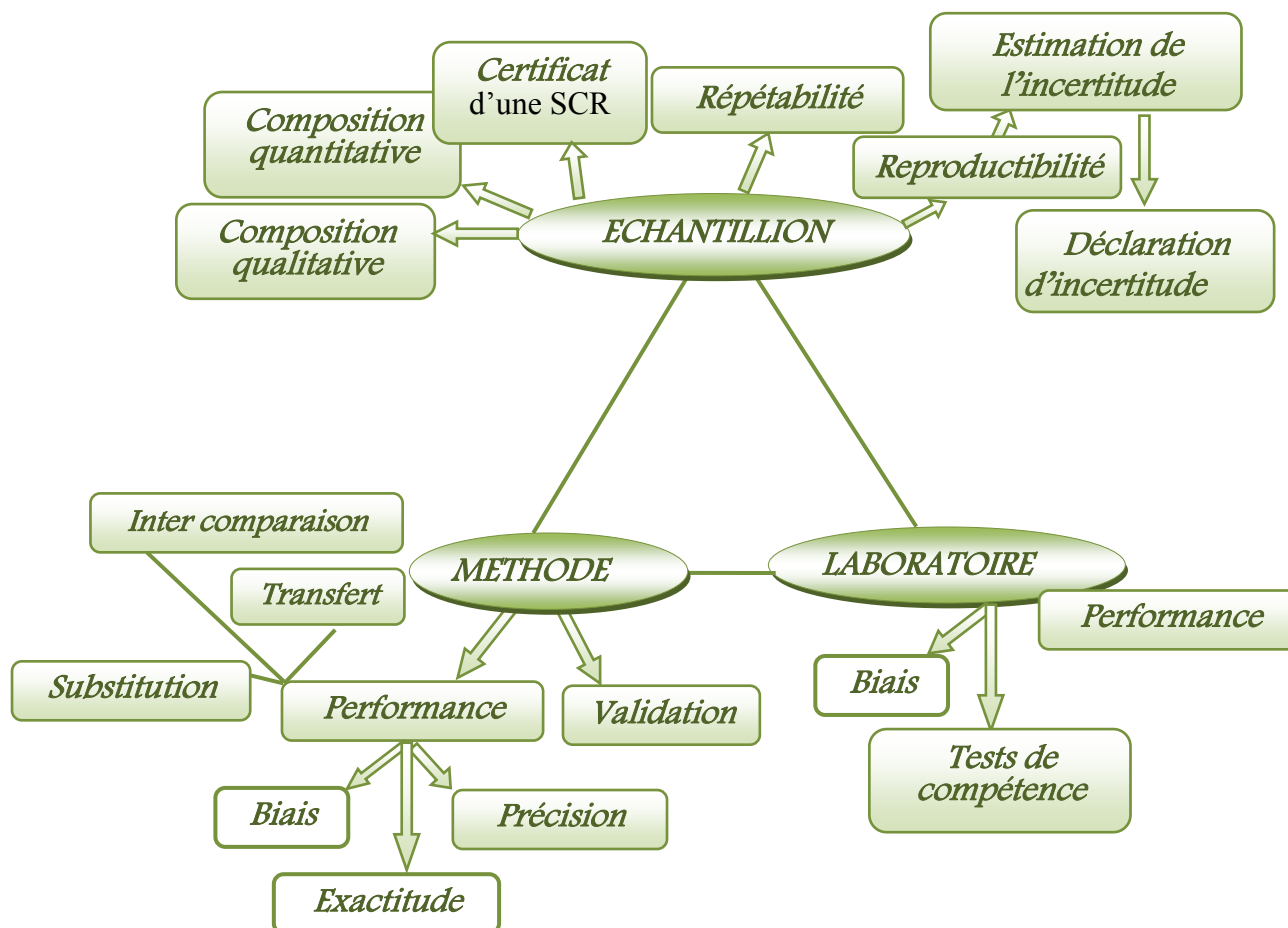 Estimation de
l'incertitude
Certificat
d'une SCR
Répétabilité
Composition
quantitative
Reproductibilité
ECHANTILLION
Composition
qualitative
Déclaration
d'incertitude
Inter comparaison
METHODE
LABORATOIRE
Transfert
Performance
Substitution
Performance
Validation
Biais
Tests de
compétence
Biais
Précision
Exactitude